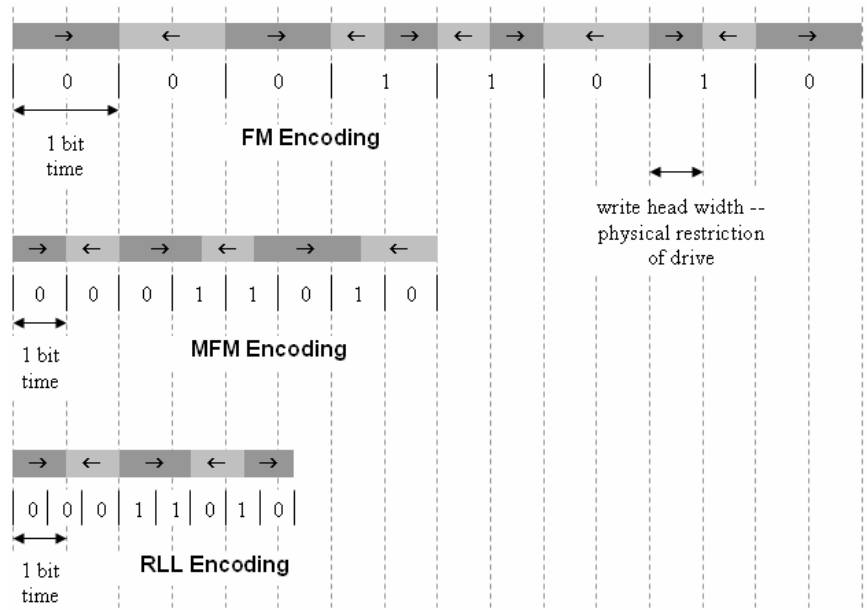 → ← → ← → ← → ← → ← →
0 0 0 1 1 0 1 0
1 bit
time
FM Encoding
write head width --
physical restriction
of drive
→ ← → ← → ←
0 0 0 1 1 0 1 0
1 bit
time
MFM Encoding
→ ← → ← →
0 0 0 1 1 0 1 0
1 bit
time
RLL Encoding